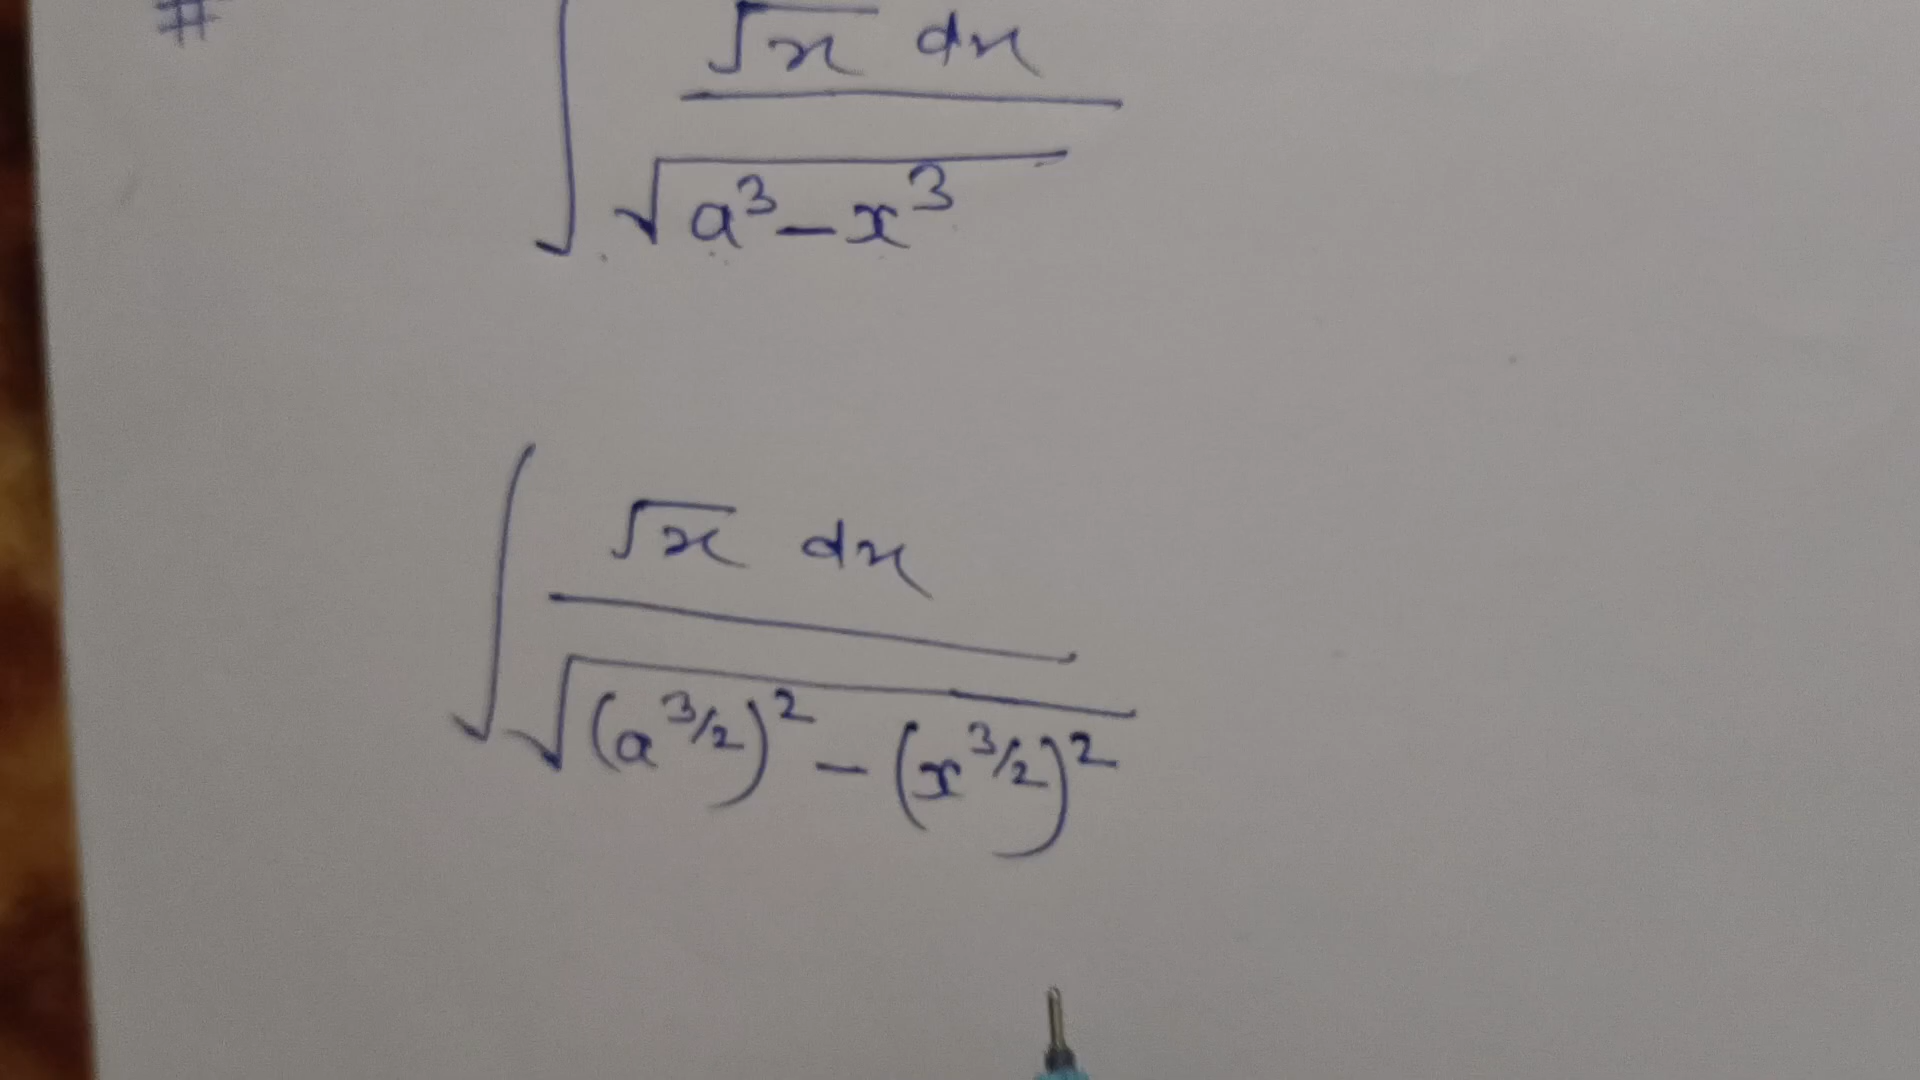 #
∫ √x dx / √(a³ − x³)
∫ √x dx / √((a^(3/2))² − (x^(3/2))²)